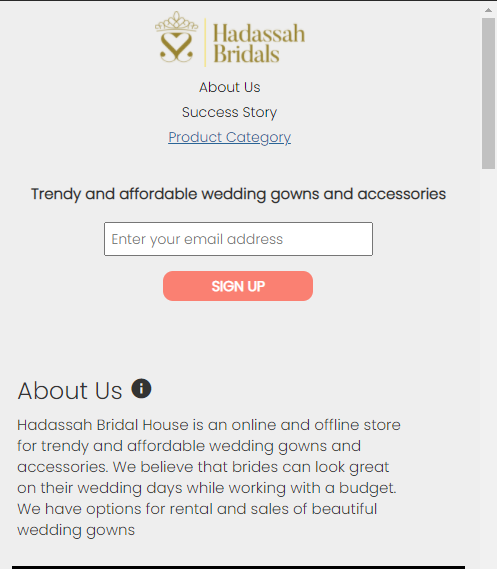 Hadassah
Bridals
About Us
Success Story
Product Category
Trendy and affordable wedding gowns and accessories
Enter your email address
SIGN UP
About Us
Hadassah Bridal House is an online and offline store
for trendy and affordable wedding gowns and
accessories. We believe that brides can look great
on their wedding days while working with a budget.
We have options for rental and sales of beautiful
wedding gowns